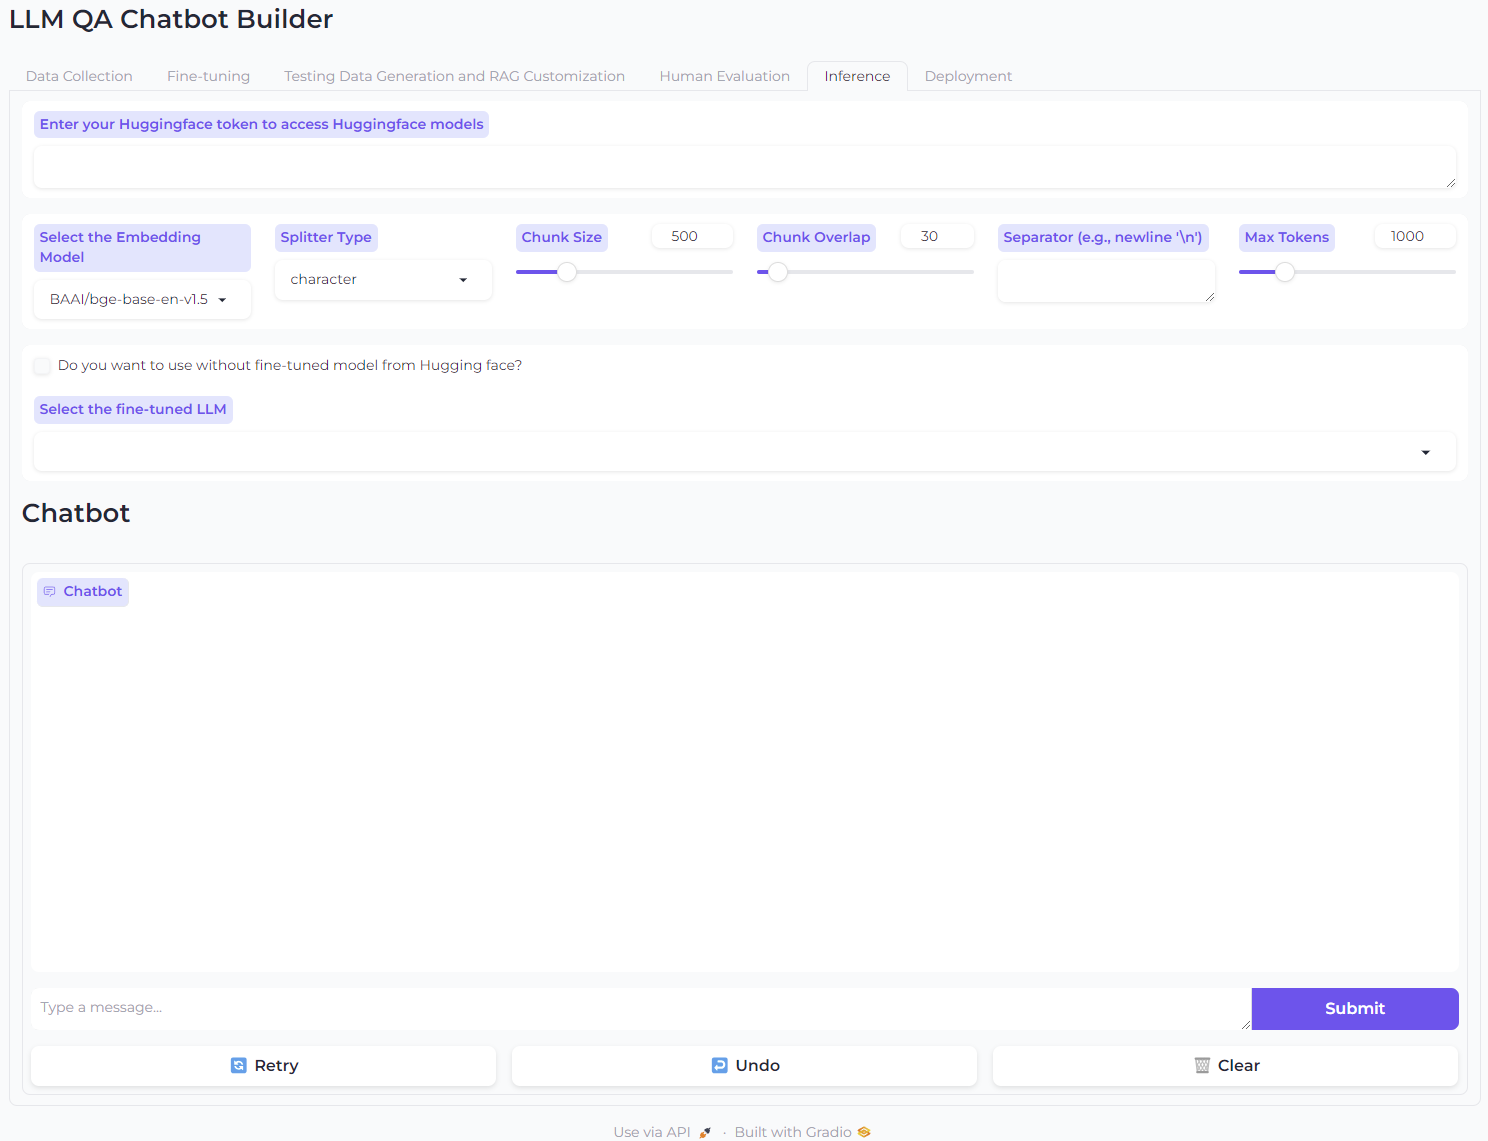 LLM QA Chatbot Builder
Data Collection Fine-tuning Testing Data Generation and RAG Customization Human Evaluation Inference Deployment
Enter your Huggingface token to access Huggingface models
Select the Embedding
Model
BAAI/bge-base-en-v1.5
Splitter Type
character
Chunk Size 500
Chunk Overlap 30
Separator (e.g., newline '\n')
Max Tokens 1000
Do you want to use without fine-tuned model from Hugging face?
Select the fine-tuned LLM
Chatbot
Chatbot
Type a message...
Submit
Retry
Undo
Clear
Use via API · Built with Gradio